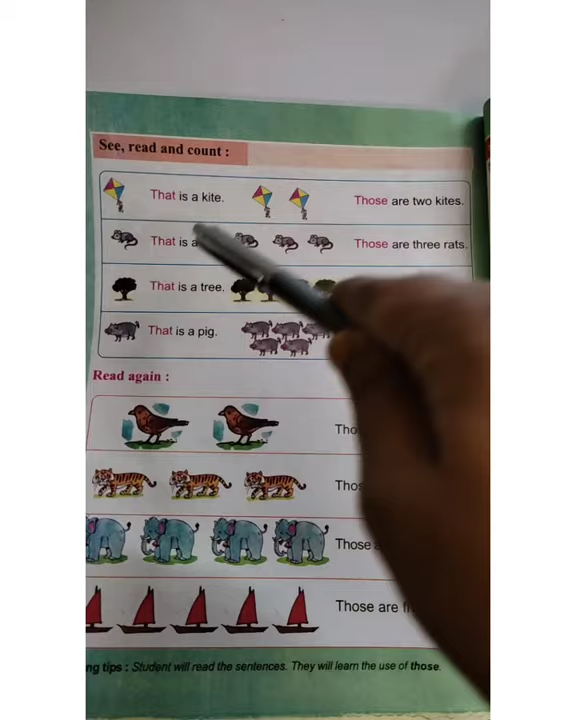 See, read and count :
That is a kite. Those are two kites.
That is a Those are three rats.
That is a tree.
That is a pig.
Read again :
Those
Those are
ng tips : Student will read the sentences. They will learn the use of those.